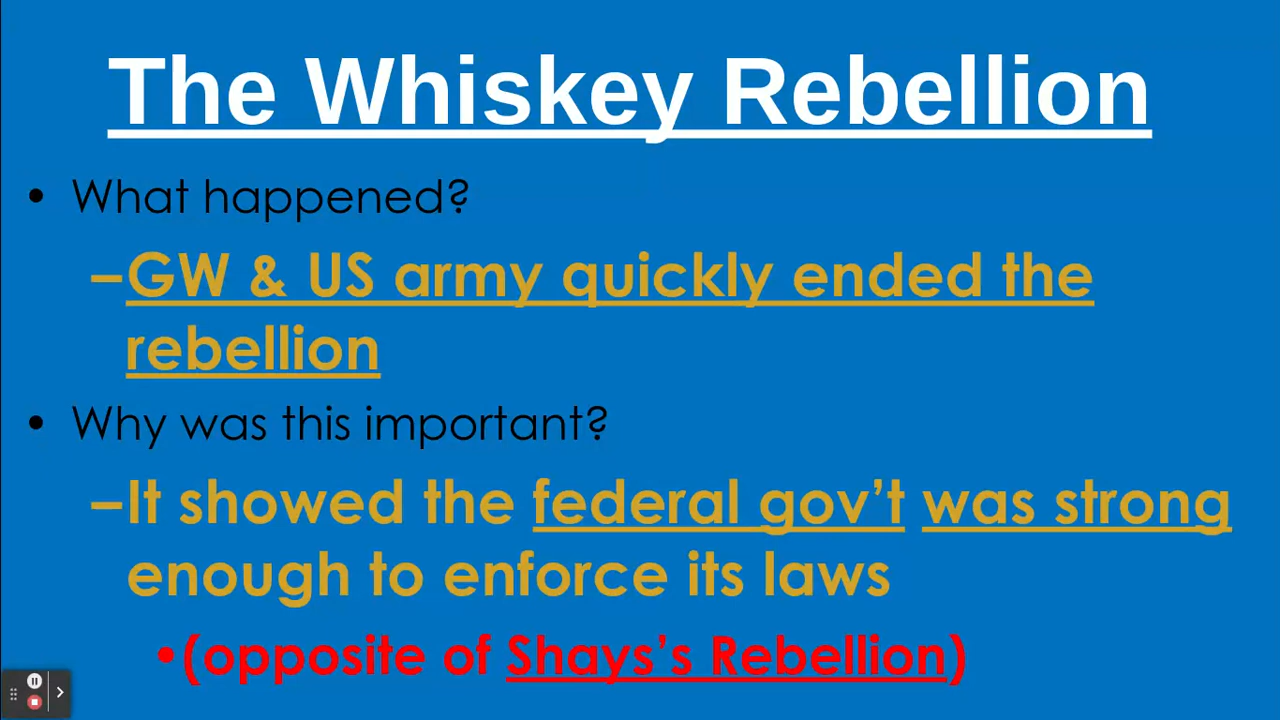 The Whiskey Rebellion
• What happened?
–GW & US army quickly ended the
rebellion
• Why was this important?
–It showed the federal gov’t was strong
enough to enforce its laws
•(opposite of Shays’s Rebellion)